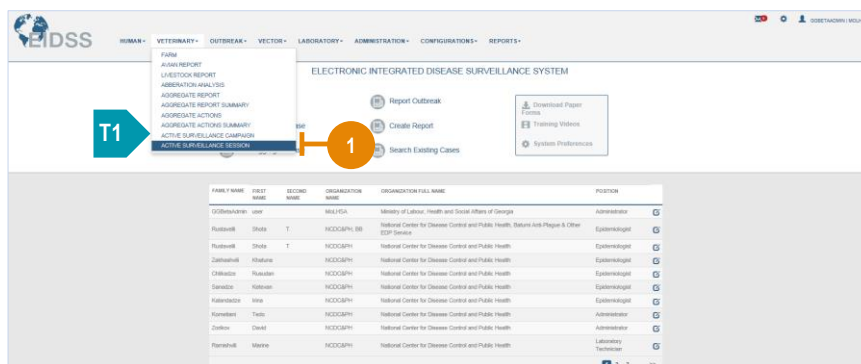 EIDSS
HUMAN VETERINARY OUTBREAK VECTOR LABORATORY ADMINISTRATION CONFIGURATIONS REPORTS
FARM
AVIAN REPORT
LIVESTOCK REPORT
ABBERATION ANALYSIS
AGGREGATE REPORT
AGGREGATE REPORT SUMMARY
AGGREGATE ACTIONS
AGGREGATE ACTIONS SUMMARY
ACTIVE SURVEILLANCE CAMPAIGN
ACTIVE SURVEILLANCE SESSION
T1
1
ELECTRONIC INTEGRATED DISEASE SURVEILLANCE SYSTEM
Report Outbreak
Create Report
Search Existing Cases
Download Paper
Forms
Training Videos
System Preferences
FAMILY NAME FIRST NAME SECOND NAME ORGANIZATION NAME ORGANIZATION FULL NAME POSITION
GGBetaAdmin user MoLHSA Ministry of Labour, Health and Social Affairs of Georgia Administrator
Rustaveli Shota T NCDC&PH, BB National Center for Disease Control and Public Health, Batumi Anti-Plague & Other EDP Service Epidemiologist
Rustaveli Shota T NCDC&PH National Center for Disease Control and Public Health Epidemiologist
Zakhashvili Khatuna NCDC&PH National Center for Disease Control and Public Health Epidemiologist
Chlikadze Rusudan NCDC&PH National Center for Disease Control and Public Health Epidemiologist
Sanadze Ketevan NCDC&PH National Center for Disease Control and Public Health Epidemiologist
Kalandadze Irina NCDC&PH National Center for Disease Control and Public Health Epidemiologist
Kometiani Tedo NCDC&PH National Center for Disease Control and Public Health Administrator
Zonkov David NCDC&PH National Center for Disease Control and Public Health Administrator
Ramishvili Marine NCDC&PH National Center for Disease Control and Public Health Laboratory Technician